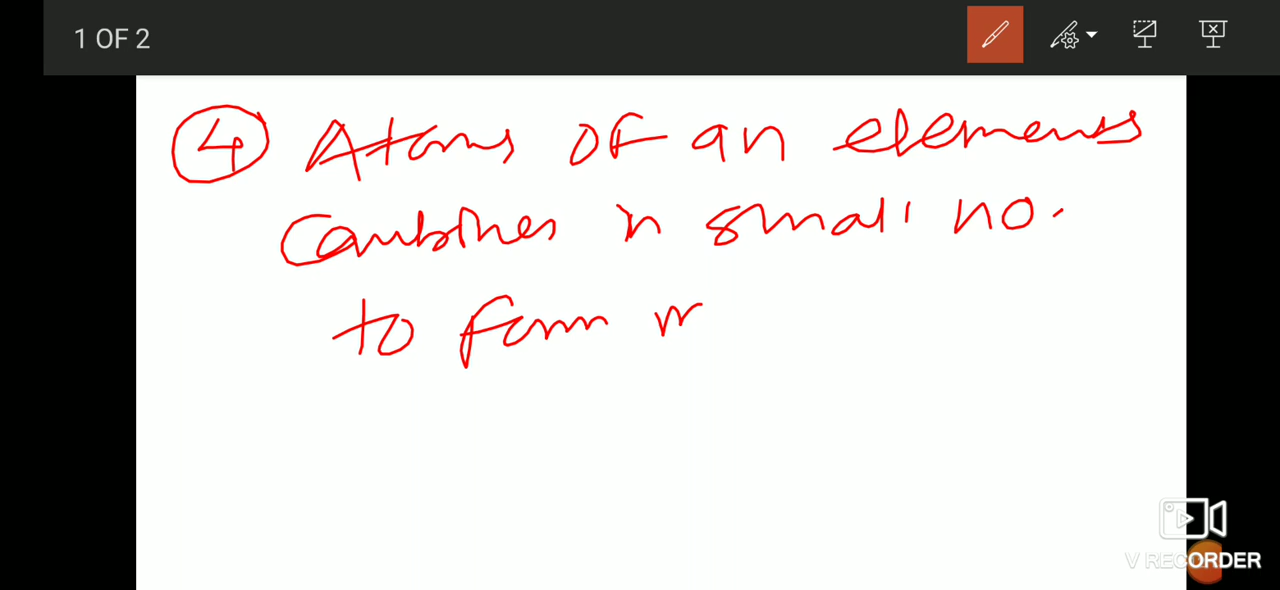 1 OF 2
4 Atoms of an elements
Combines in small no.
to form
V RECORDER